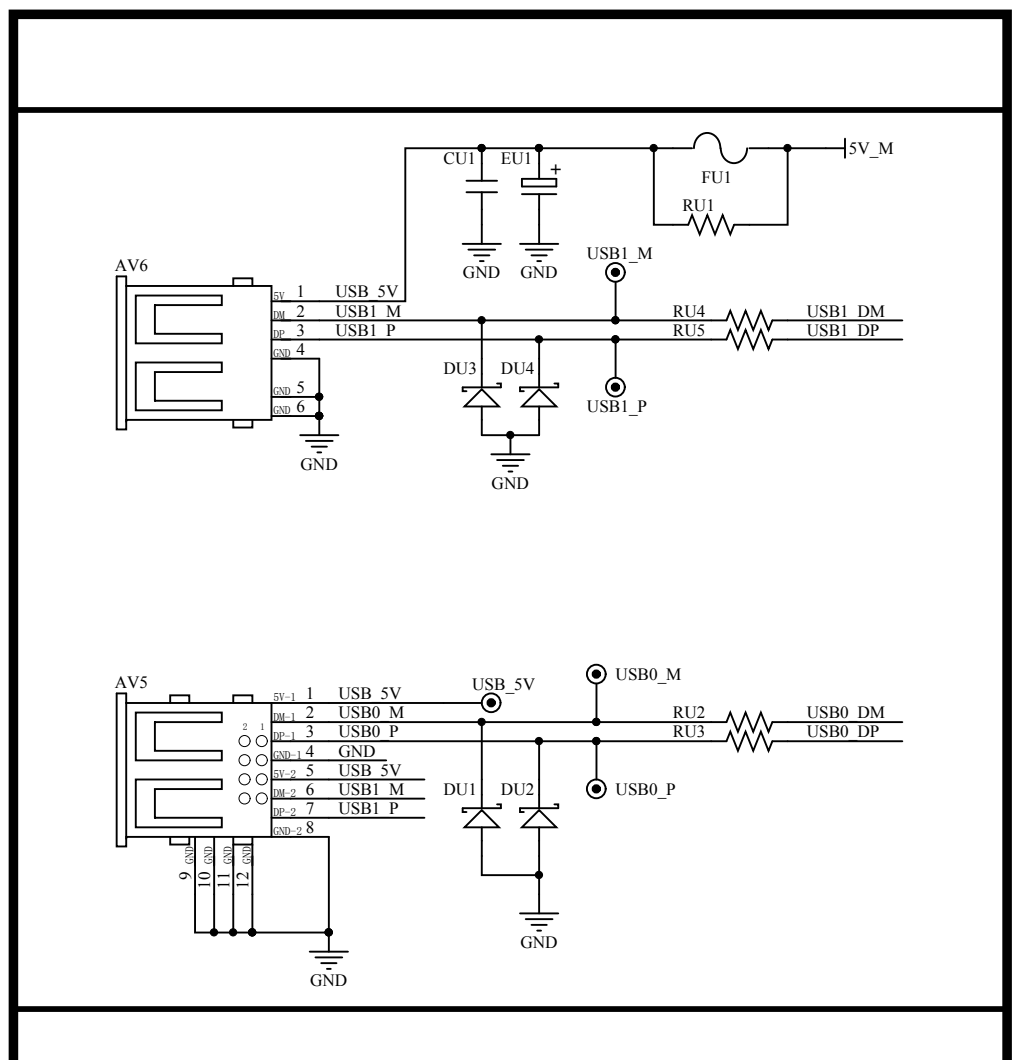 CU1 EU1 + 5V_M
FU1
RU1
GND GND USB1_M
AV6
5V 1 USB_5V
DM 2 USB1_M RU4 USB1_DM
DP 3 USB1_P RU5 USB1_DP
GND 4
DU3 DU4
GND 5
GND 6 USB1_P
GND
GND
USB0_M
AV5 USB_5V
5V-1 1 USB_5V
DM-1 2 USB0_M RU2 USB0_DM
2 1 DP-1 3 USB0_P RU3 USB0_DP
GND-1 4 GND
5V-2 5 USB_5V
DM-2 6 USB1_M DU1 DU2 USB0_P
DP-2 7 USB1_P
GND-2 8
9 GND 10 GND 11 GND 12 GND
GND
GND